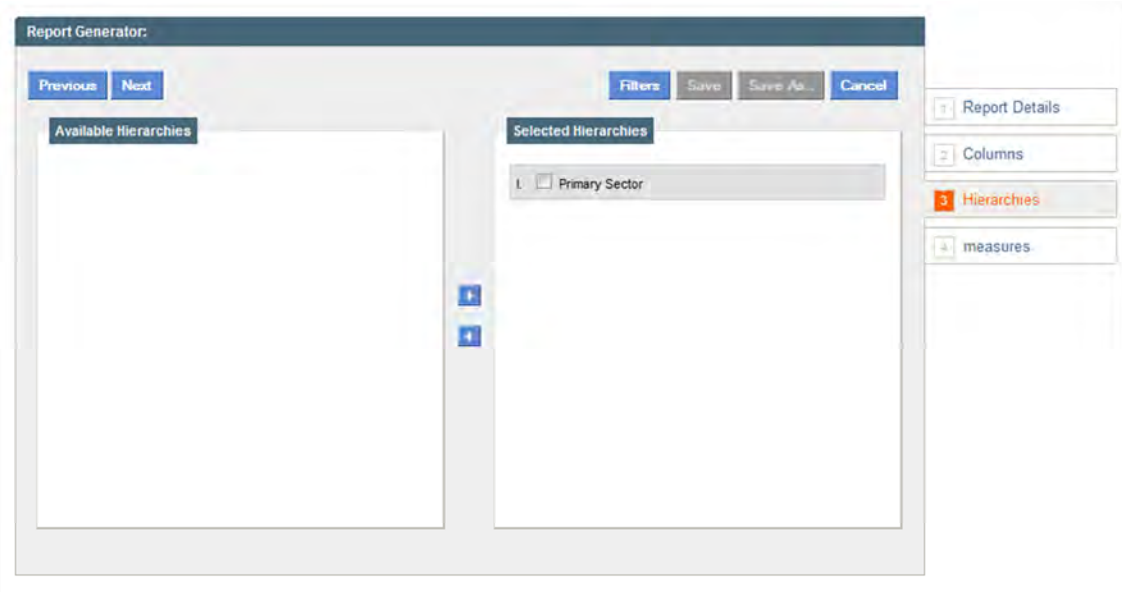 Report Generator:
Previous Next Filters Save Save As... Cancel
Available Hierarchies
Selected Hierarchies
I. Primary Sector
1 Report Details
2 Columns
3 Hierarchies
4 measures